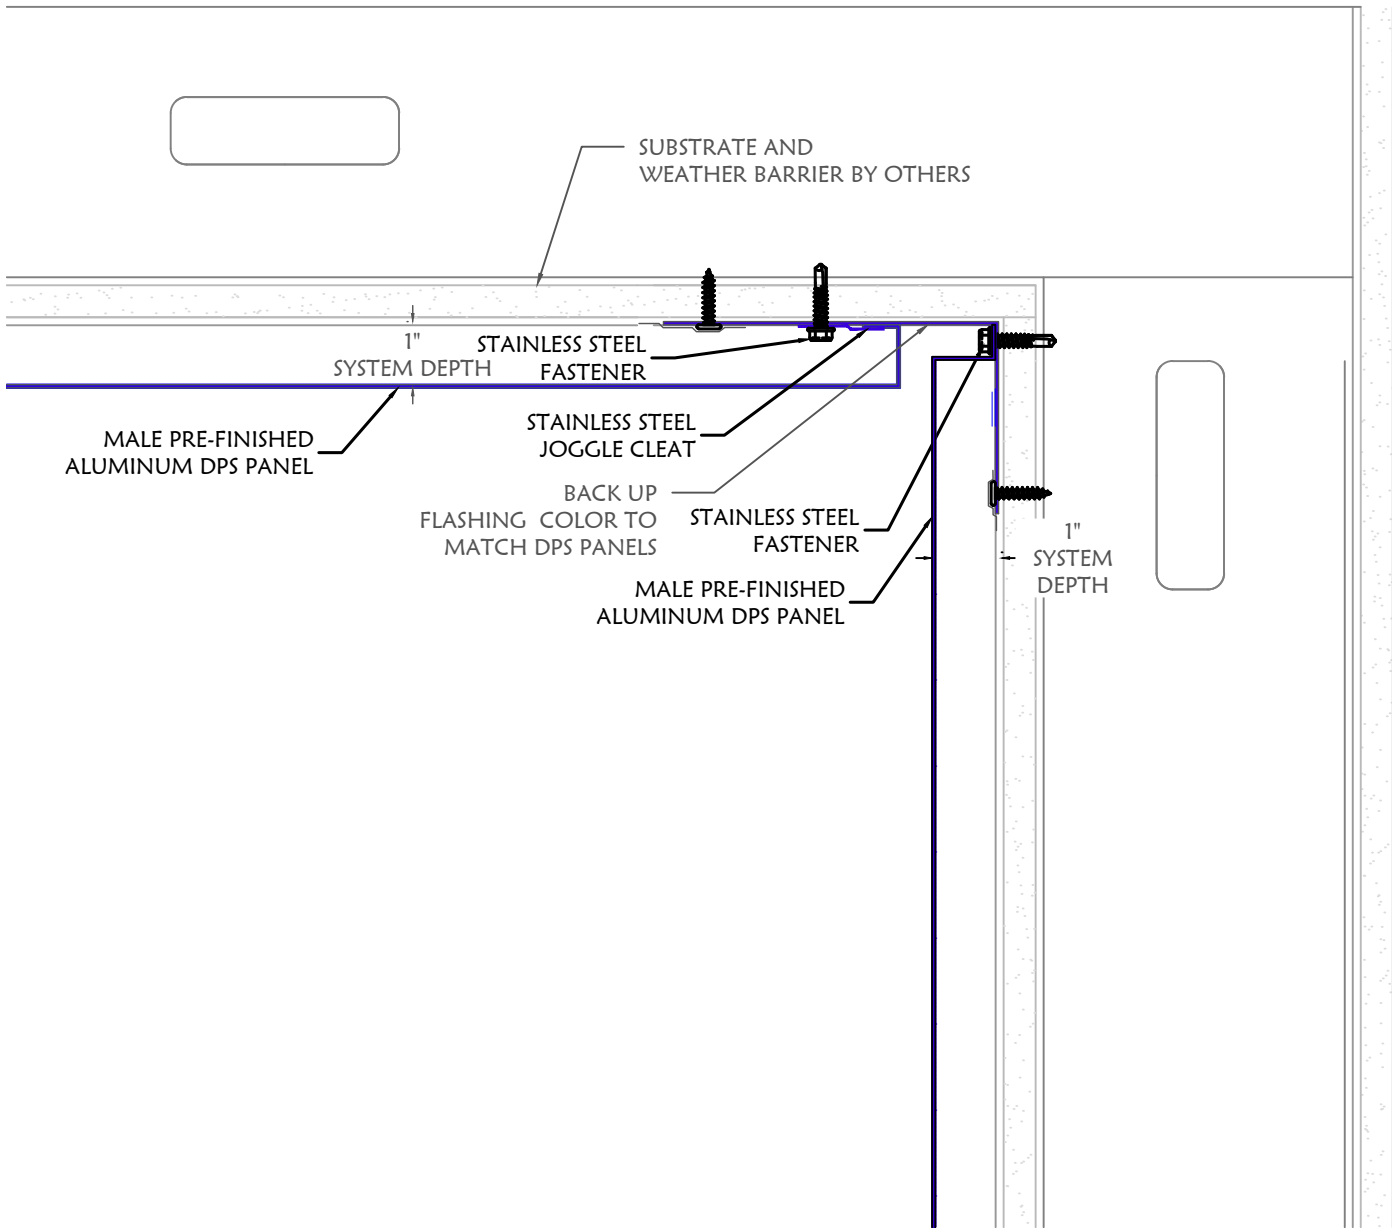 SUBSTRATE AND
WEATHER BARRIER BY OTHERS
1"
SYSTEM DEPTH
STAINLESS STEEL
FASTENER
MALE PRE-FINISHED
ALUMINUM DPS PANEL
STAINLESS STEEL
JOGGLE CLEAT
BACK UP
FLASHING COLOR TO
MATCH DPS PANELS
STAINLESS STEEL
FASTENER
1"
SYSTEM
DEPTH
MALE PRE-FINISHED
ALUMINUM DPS PANEL